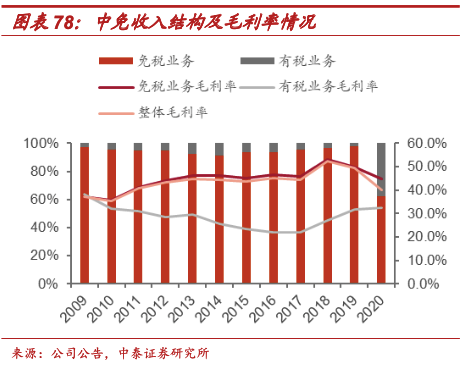 图表 78：中免收入结构及毛利率情况
免税业务 有税业务
免税业务毛利率 有税业务毛利率
整体毛利率
100% 60.0%
80% 50.0%
60% 40.0%
40% 30.0%
20% 20.0%
0% 10.0%
0.0%
2009 2010 2011 2012 2013 2014 2015 2016 2017 2018 2019 2020
来源：公司公告，中泰证券研究所